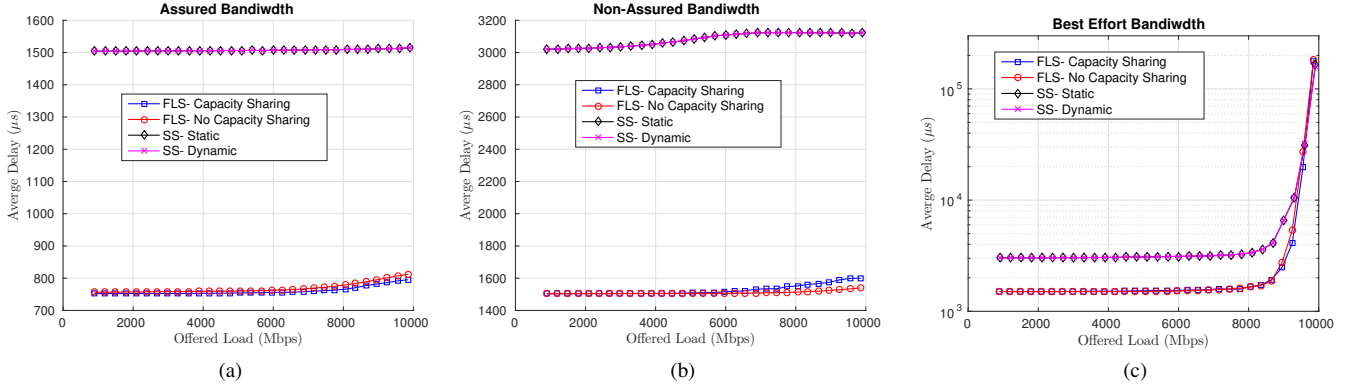 Assured Bandiwdth
1600
1500
1400
1300
1200
1100
1000
900
800
700
0
2000
4000
6000
8000
10000
Averge Delay (μs)
Offered Load (Mbps)
FLS- Capacity Sharing
FLS- No Capacity Sharing
SS- Static
SS- Dynamic
(a)
Non-Assured Bandiwdth
3200
3000
2800
2600
2400
2200
2000
1800
1600
1400
0
2000
4000
6000
8000
10000
Averge Delay (μs)
Offered Load (Mbps)
FLS- Capacity Sharing
FLS- No Capacity Sharing
SS- Static
SS- Dynamic
(b)
Best Effort Bandiwdth
10^5
10^4
10^3
0
2000
4000
6000
8000
10000
Averge Delay (μs)
Offered Load (Mbps)
FLS- Capacity Sharing
FLS- No Capacity Sharing
SS- Static
SS- Dynamic
(c)